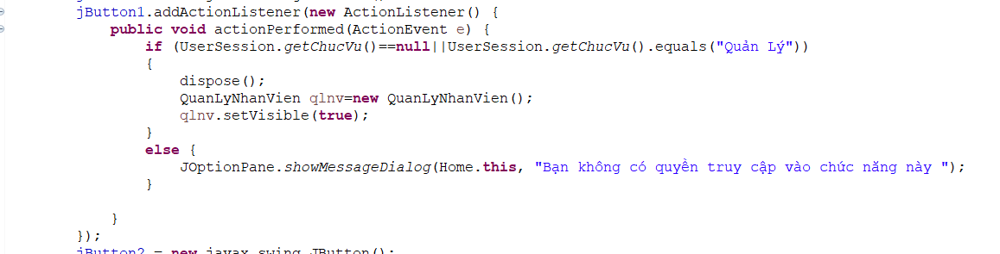 jButton1.addActionListener(new ActionListener() {
public void actionPerformed(ActionEvent e) {
if (UserSession.getChucVu()==null||UserSession.getChucVu().equals("Quản Lý"))
{
dispose();
QuanLyNhanVien qlnv=new QuanLyNhanVien();
qlnv.setVisible(true);
}
else {
JOptionPane.showMessageDialog(Home.this, "Bạn không có quyền truy cập vào chức năng này ");
}
}
});
jButton2 = new javax.swing.JButton();